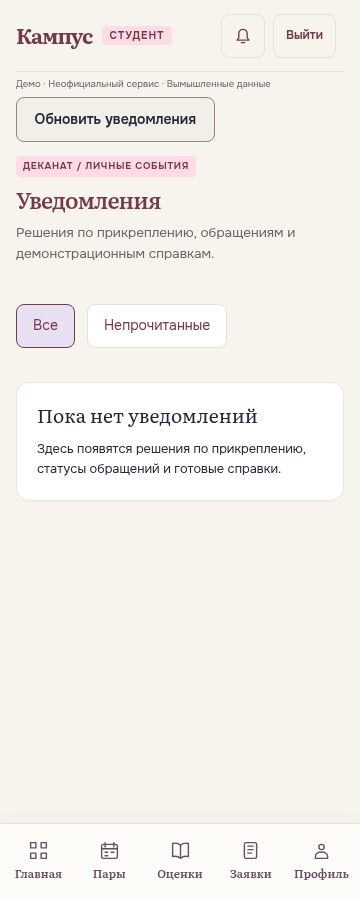 Кампус
СТУДЕНТ
Выйти
Демо · Неофициальный сервис · Вымышленные данные
Обновить уведомления
ДЕКАНАТ / ЛИЧНЫЕ СОБЫТИЯ
Уведомления
Решения по прикреплению, обращениям и
демонстрационным справкам.
Все
Непрочитанные
Пока нет уведомлений
Здесь появятся решения по прикреплению,
статусы обращений и готовые справки.
Главная
Пары
Оценки
Заявки
Профиль